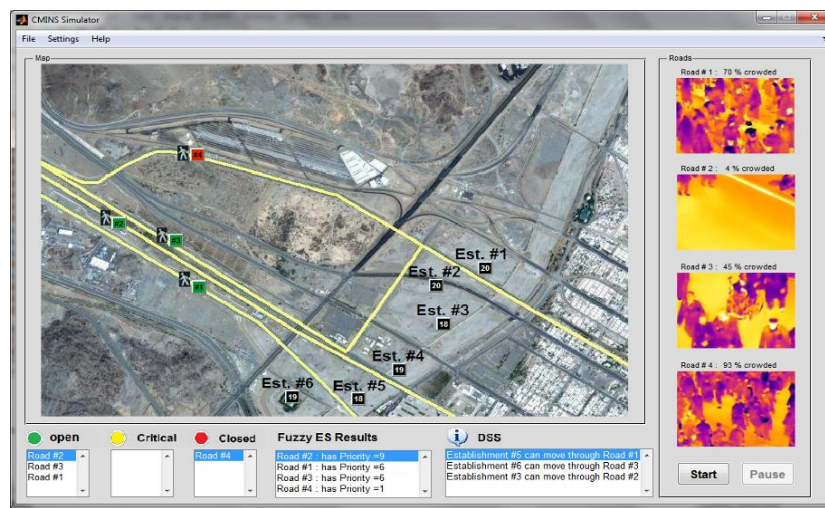 CMINS Simulator
File Settings Help
Map
Roads
Road # 1 : 70 % crowded
Road # 2 : 4 % crowded
Road # 3 : 45 % crowded
Road # 4 : 93 % crowded
#4
#2
#3
#1
Est. #1
20
Est. #2
20
Est. #3
18
Est. #4
19
Est. #5
18
Est. #6
19
open
Critical
Closed
Fuzzy ES Results
DSS
Road #2
Road #3
Road #1
Road #4
Road #2 : has Priority =9
Road #1 : has Priority =6
Road #3 : has Priority =6
Road #4 : has Priority =1
Establishment #5 can move through Road #1
Establishment #6 can move through Road #3
Establishment #3 can move through Road #2
Start
Pause